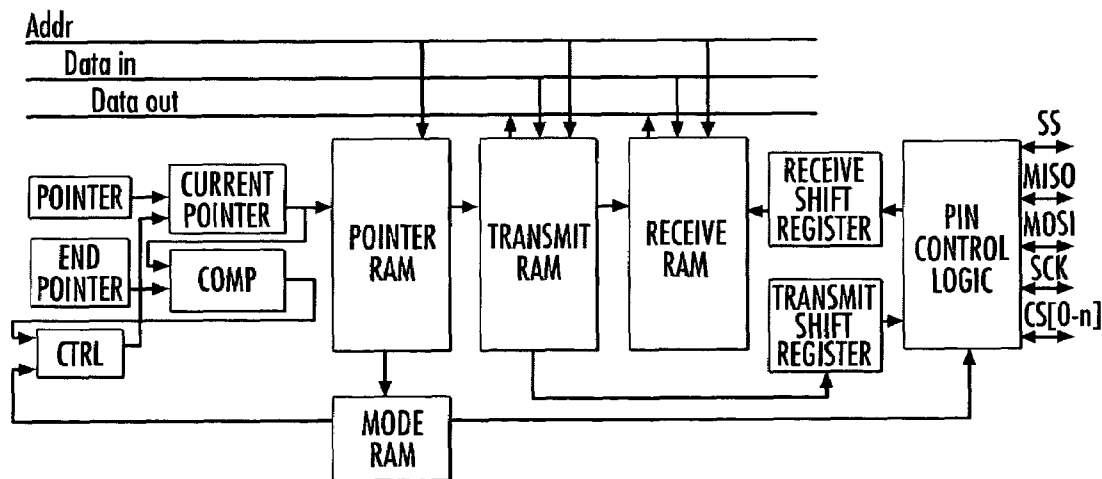 Addr
Data in
Data out
POINTER
CURRENT
POINTER
END
POINTER
COMP
CTRL
POINTER
RAM
TRANSMIT
RAM
RECEIVE
RAM
RECEIVE
SHIFT
REGISTER
TRANSMIT
SHIFT
REGISTER
PIN
CONTROL
LOGIC
SS
MISO
MOSI
SCK
CS[0-n]
MODE
RAM